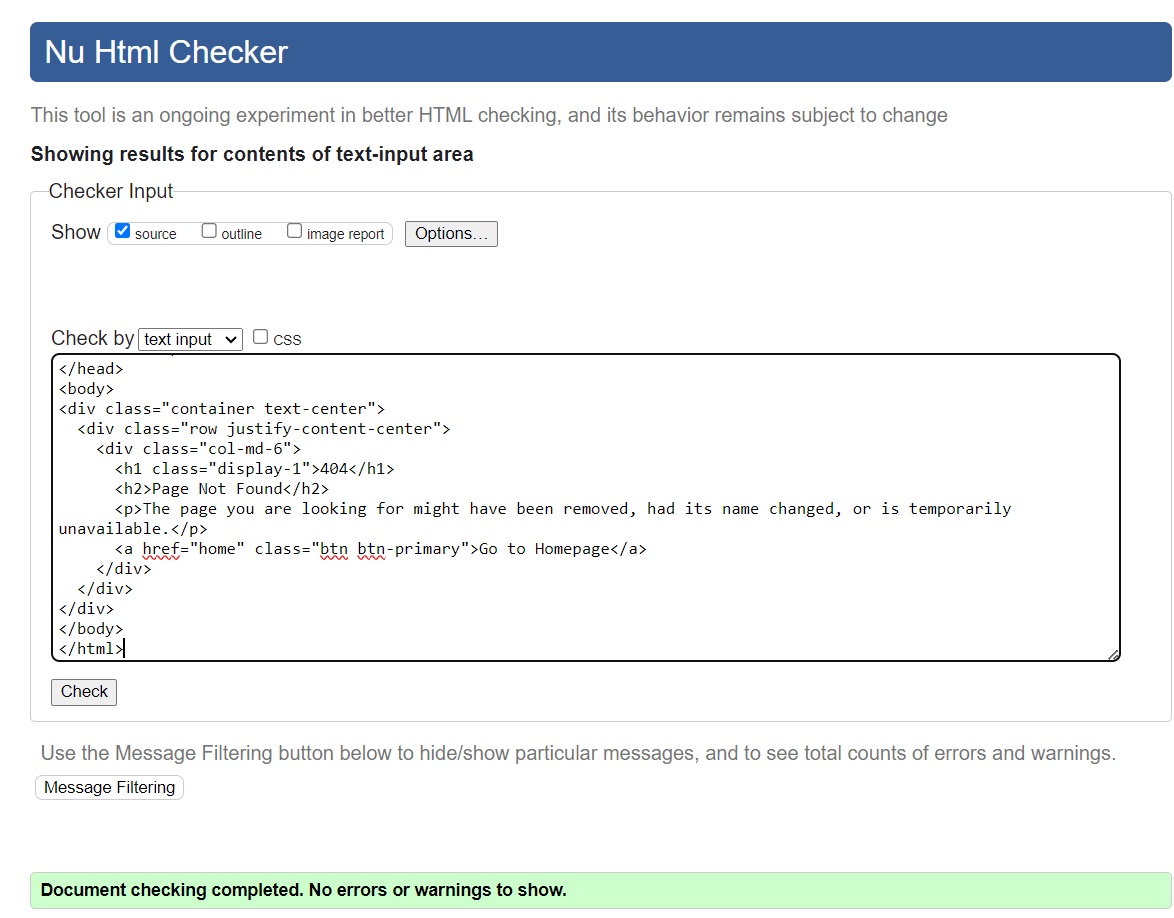 Nu Html Checker
This tool is an ongoing experiment in better HTML checking, and its behavior remains subject to change
Showing results for contents of text-input area
Checker Input
Show source outline image report Options...
Check by text input CSS
</head>
<body>
<div class="container text-center">
  <div class="row justify-content-center">
    <div class="col-md-6">
      <h1 class="display-1">404</h1>
      <h2>Page Not Found</h2>
      <p>The page you are looking for might have been removed, had its name changed, or is temporarily
unavailable.</p>
      <a href="home" class="btn btn-primary">Go to Homepage</a>
    </div>
  </div>
</div>
</body>
</html>
Check
Use the Message Filtering button below to hide/show particular messages, and to see total counts of errors and warnings.
Message Filtering
Document checking completed. No errors or warnings to show.